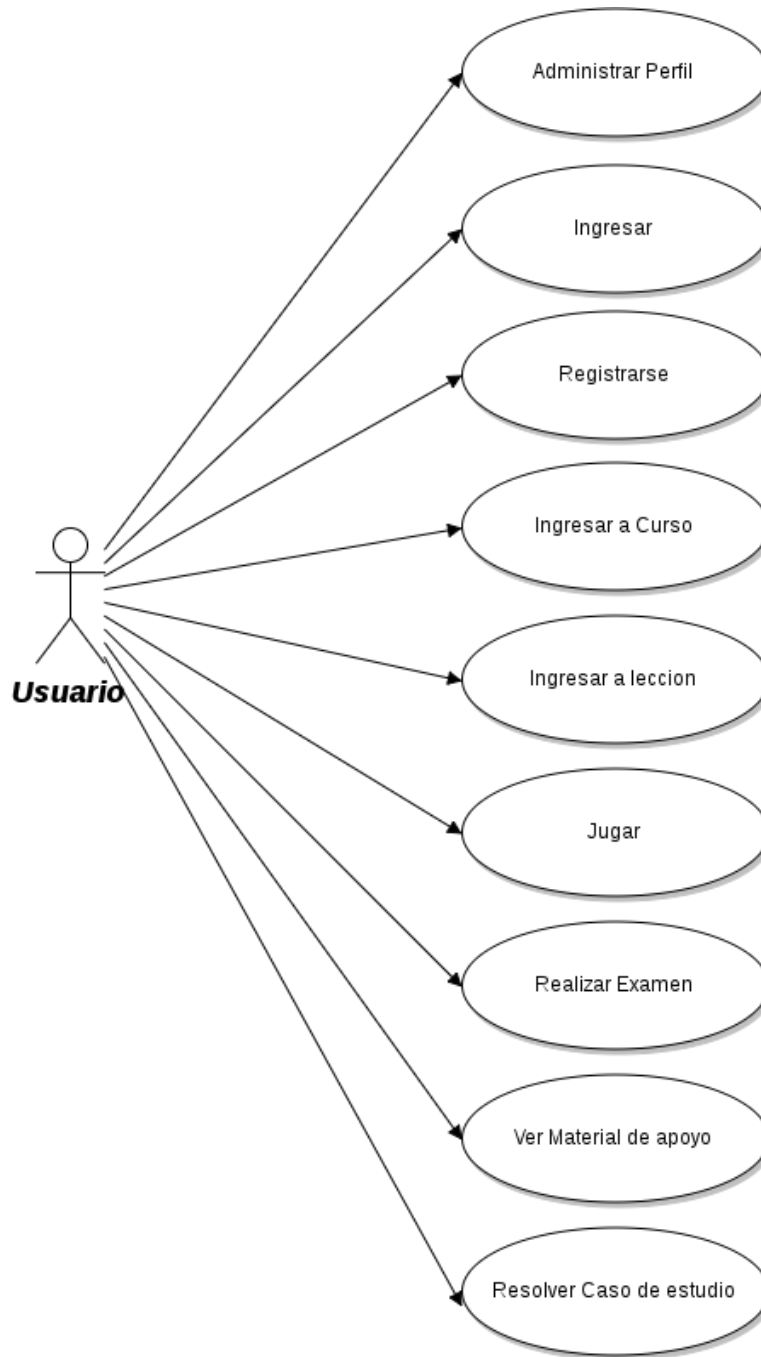 Administrar Perfil
Ingresar
Registrarse
Ingresar a Curso
Ingresar a leccion
Usuario
Jugar
Realizar Examen
Ver Material de apoyo
Resolver Caso de estudio